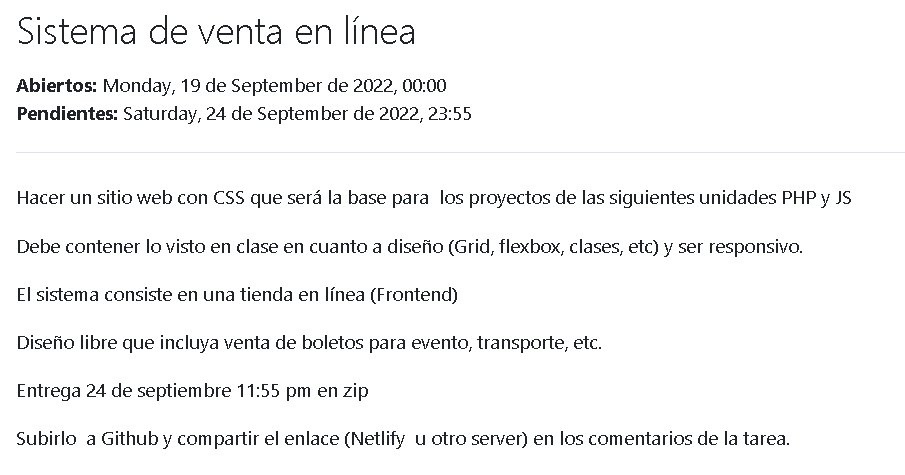 Sistema de venta en línea
Abiertos: Monday, 19 de September de 2022, 00:00
Pendientes: Saturday, 24 de September de 2022, 23:55
Hacer un sitio web con CSS que será la base para  los proyectos de las siguientes unidades PHP y JS
Debe contener lo visto en clase en cuanto a diseño (Grid, flexbox, clases, etc) y ser responsivo.
El sistema consiste en una tienda en línea (Frontend)
Diseño libre que incluya venta de boletos para evento, transporte, etc.
Entrega 24 de septiembre 11:55 pm en zip
Subirlo  a Github y compartir el enlace (Netlify  u otro server) en los comentarios de la tarea.